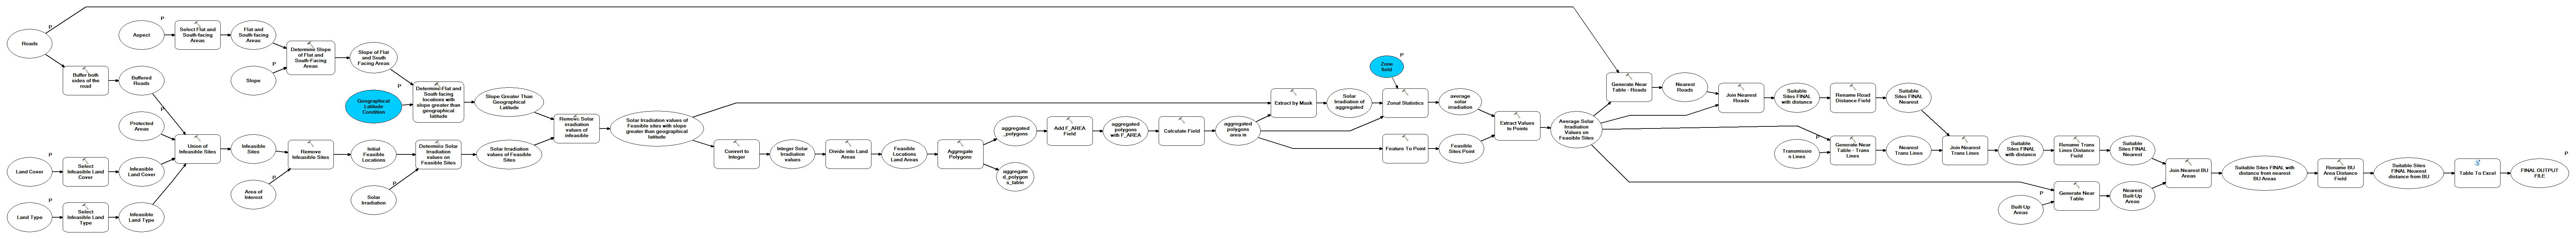 P
Roads
Buffer both
sides of the
road
Buffered
Roads
P
Aspect
Select Flat and
South-facing
Areas
Flat and
South-facing
Areas
P
Slope
Determine Slope
of Flat and
South-Facing
Areas
Slope of Flat
and South
Facing Areas
P
Geographical
Latitude
Condition
Determine Flat and
South facing
locations with
slope greater than
geographical
latitude
Slope Greater Than
Geographical
Latitude
P
Protected
Areas
P
Land Cover
Select
Infeasible Land
Cover
Infeasible
Land Cover
P
Land Type
Select
Infeasible Land
Type
Infeasible
Land Type
Union of
Infeasible Sites
Infeasible
Sites
P
Area of
Interest
Remove
Infeasible Sites
Initial
Feasible
Locations
P
Solar
Irradiation
Determine Solar
Irradiation
values on
Feasible Sites
Solar Irradiation
values of Feasible
Sites
Remove Solar
irradiation
values of
infeasible
Solar Irradiation values of
Feasible sites with slope
greater than geographical
latitude
Convert to
Integer
Integer Solar
Irradiation
values
Divide into Land
Areas
Feasible
Locations
Land Areas
Aggregate
Polygons
aggregated
_polygons
aggregate
d_polygon
s_table
Add F_AREA
Field
aggregated
polygons
with F_AREA
Calculate Field
aggregated
polygons
area in
Extract by Mask
Solar
Irradiation of
aggregated
P
Zone
field
Zonal Statistics
average
solar
irradiation
Feature To Point
Feasible
Sites Point
Extract Values
to Points
Average Solar
Irradiation
Values on
Feasible Sites
Generate Near
Table - Roads
Nearest
Roads
Join Nearest
Roads
Suitable
Sites FINAL
with distance
Rename Road
Distance Field
Suitable
Sites FINAL
Nearest
P
Transmissio
n Lines
Generate Near
Table - Trans
Lines
Nearest
Trans Lines
Join Nearest
Trans Lines
Suitable
Sites FINAL
with distance
Rename Trans
Lines Distance
Field
Suitable
Sites FINAL
Nearest
P
Built-Up
Areas
Generate Near
Table
Nearest
Built-Up
Areas
Join Nearest BU
Areas
Suitable Sites FINAL with
distance from nearest
BU Areas
Rename BU
Area Distance
Field
Suitable Sites
FINAL Nearest
distance from BU
Table To Excel
P
FINAL OUTPUT
FILE